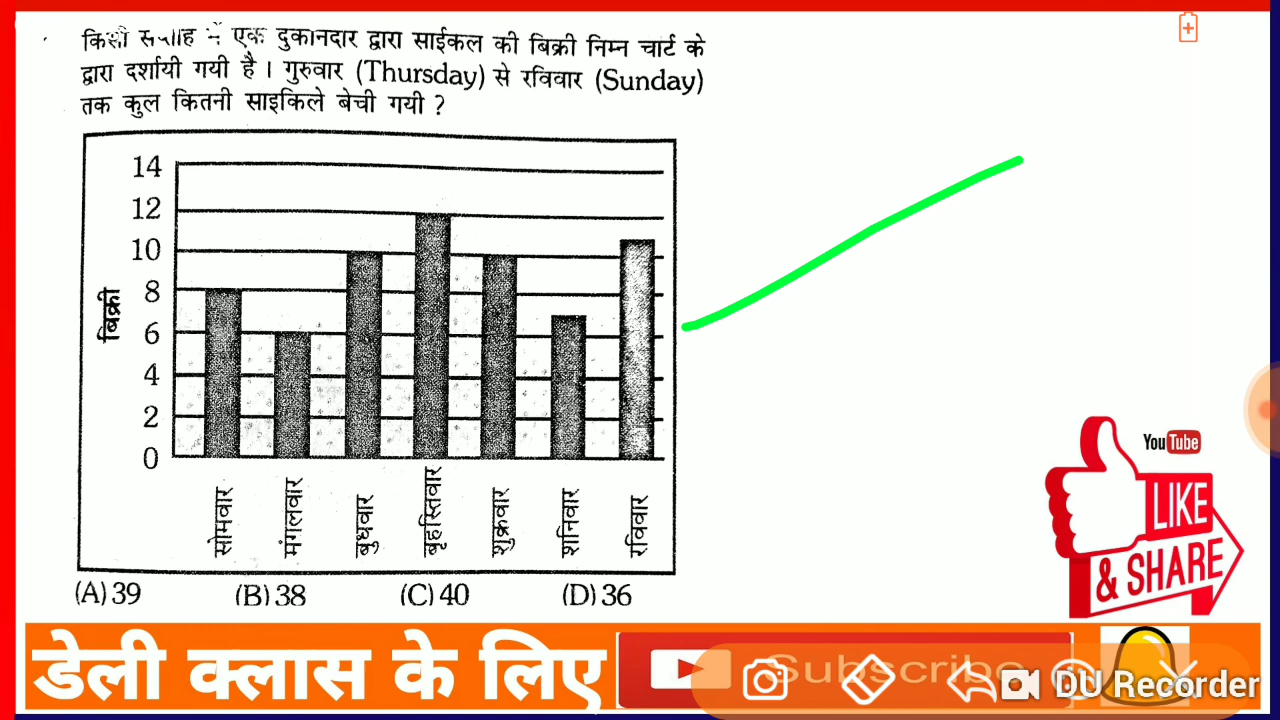 किसी सप्ताह में एक दुकानदार द्वारा साईकल की बिक्री निम्न चार्ट के
द्वारा दर्शायी गयी है । गुरुवार (Thursday) से रविवार (Sunday)
तक कुल कितनी साइकिले बेची गयी ?
14
12
10
8
6
4
2
0
बिक्री
सोमवार
मंगलवार
बुधवार
बृहस्तिवार
शुक्रवार
शनिवार
रविवार
(A) 39 (B) 38 (C) 40 (D) 36
YouTube
LIKE
& SHARE
डेली क्लास के लिए
Subscribe
DU Recorder